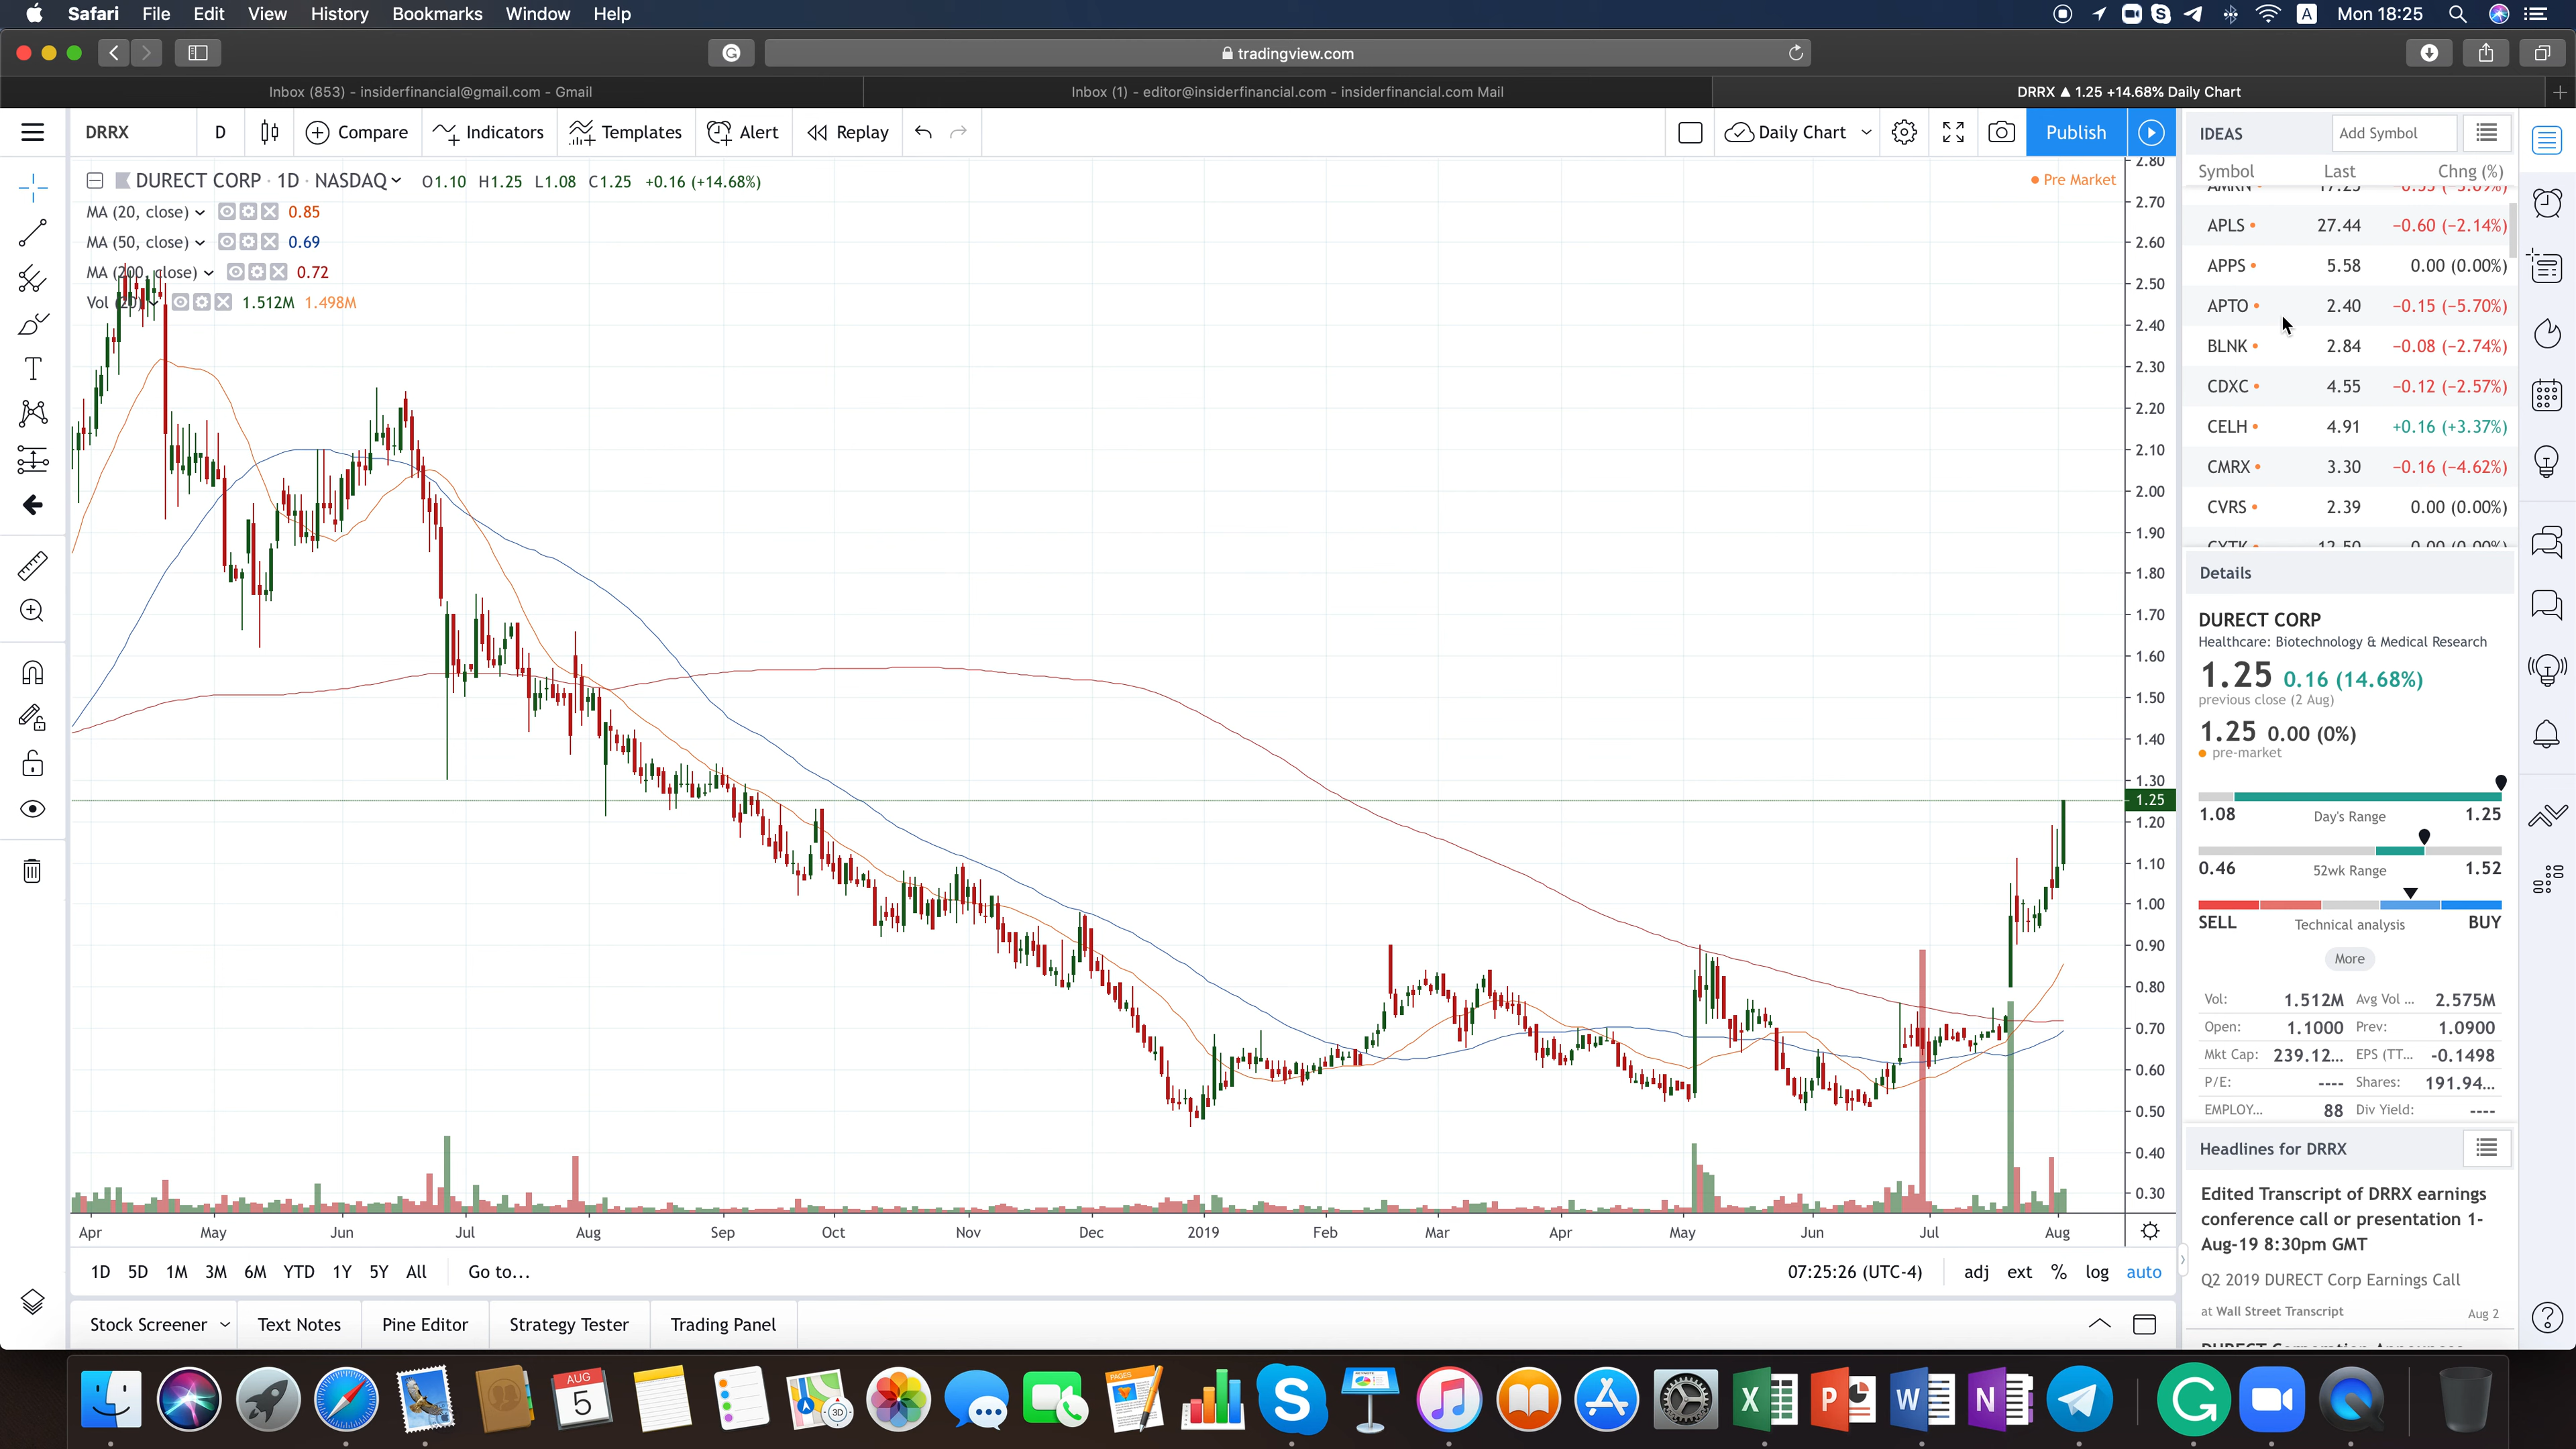 Safari File Edit View History Bookmarks Window Help A Mon 18:25
tradingview.com
Inbox (853) - insiderfinancial@gmail.com - Gmail
Inbox (1) - editor@insiderfinancial.com - insiderfinancial.com Mail
DRRX ▲ 1.25 +14.68% Daily Chart
DRRX D Compare Indicators Templates Alert Replay Daily Chart Publish
DURECT CORP · 1D · NASDAQ O1.10 H1.25 L1.08 C1.25 +0.16 (+14.68%)
Pre Market
MA (20, close) 0.85
MA (50, close) 0.69
MA (200, close) 0.72
Vol (20) 1.512M 1.498M
2.80
2.70
2.60
2.50
2.40
2.30
2.20
2.10
2.00
1.90
1.80
1.70
1.60
1.50
1.40
1.30
1.25
1.20
1.10
1.00
0.90
0.80
0.70
0.60
0.50
0.40
0.30
Apr May Jun Jul Aug Sep Oct Nov Dec 2019 Feb Mar Apr May Jun Jul Aug
1D 5D 1M 3M 6M YTD 1Y 5Y All Go to... 07:25:26 (UTC-4) adj ext % log auto
Stock Screener Text Notes Pine Editor Strategy Tester Trading Panel
IDEAS Add Symbol
Symbol Last Chng (%)
APLS 27.44 −0.60 (−2.14%)
APPS 5.58 0.00 (0.00%)
APTO 2.40 −0.15 (−5.70%)
BLNK 2.84 −0.08 (−2.74%)
CDXC 4.55 −0.12 (−2.57%)
CELH 4.91 +0.16 (+3.37%)
CMRX 3.30 −0.16 (−4.62%)
CVRS 2.39 0.00 (0.00%)
Details
DURECT CORP
Healthcare: Biotechnology & Medical Research
1.25 0.16 (14.68%)
previous close (2 Aug)
1.25 0.00 (0%)
pre-market
1.08 Day's Range 1.25
0.46 52wk Range 1.52
SELL Technical analysis BUY
More
Vol: 1.512M Avg Vol ... 2.575M
Open: 1.1000 Prev: 1.0900
Mkt Cap: 239.12... EPS (TT... -0.1498
P/E: ---- Shares: 191.94...
EMPLOY... 88 Div Yield: ----
Headlines for DRRX
Edited Transcript of DRRX earnings
conference call or presentation 1-
Aug-19 8:30pm GMT
Q2 2019 DURECT Corp Earnings Call
at Wall Street Transcript Aug 2
AUG
5
3D
PAGES